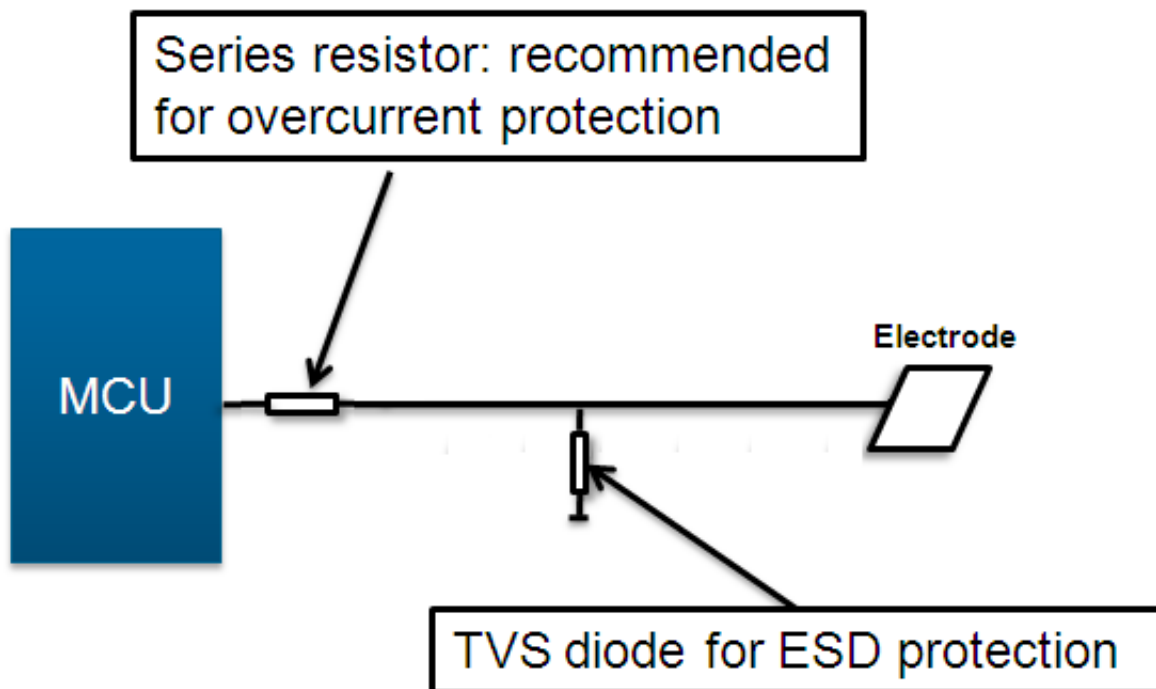 Series resistor: recommended
for overcurrent protection
Electrode
MCU
TVS diode for ESD protection